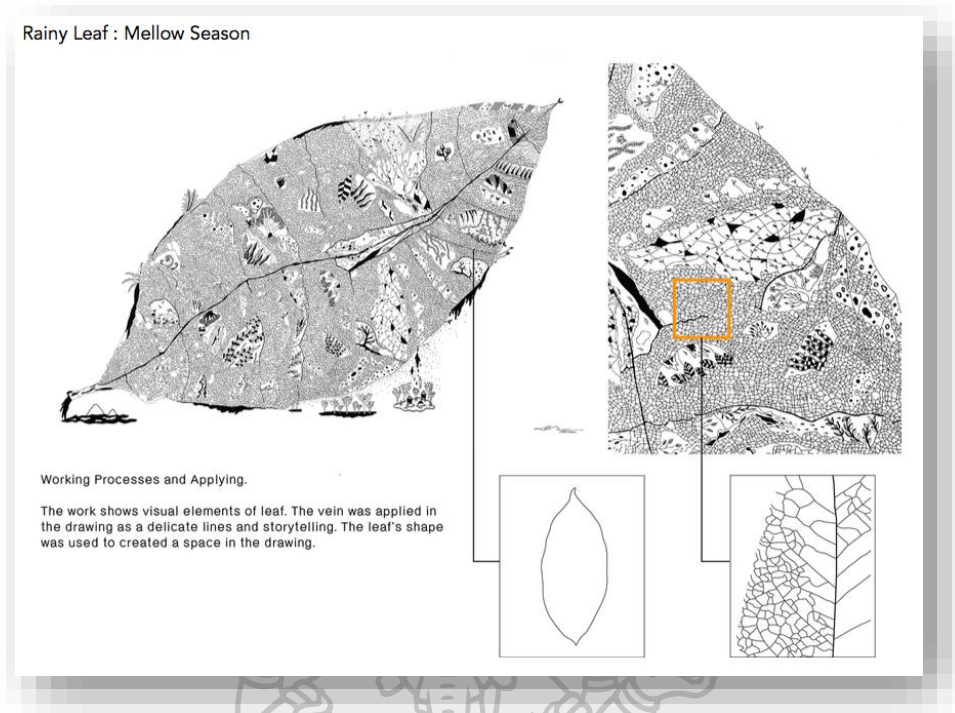 Rainy Leaf : Mellow Season
Working Processes and Applying.
The work shows visual elements of leaf. The vein was applied in
the drawing as a delicate lines and storytelling. The leaf's shape
was used to created a space in the drawing.